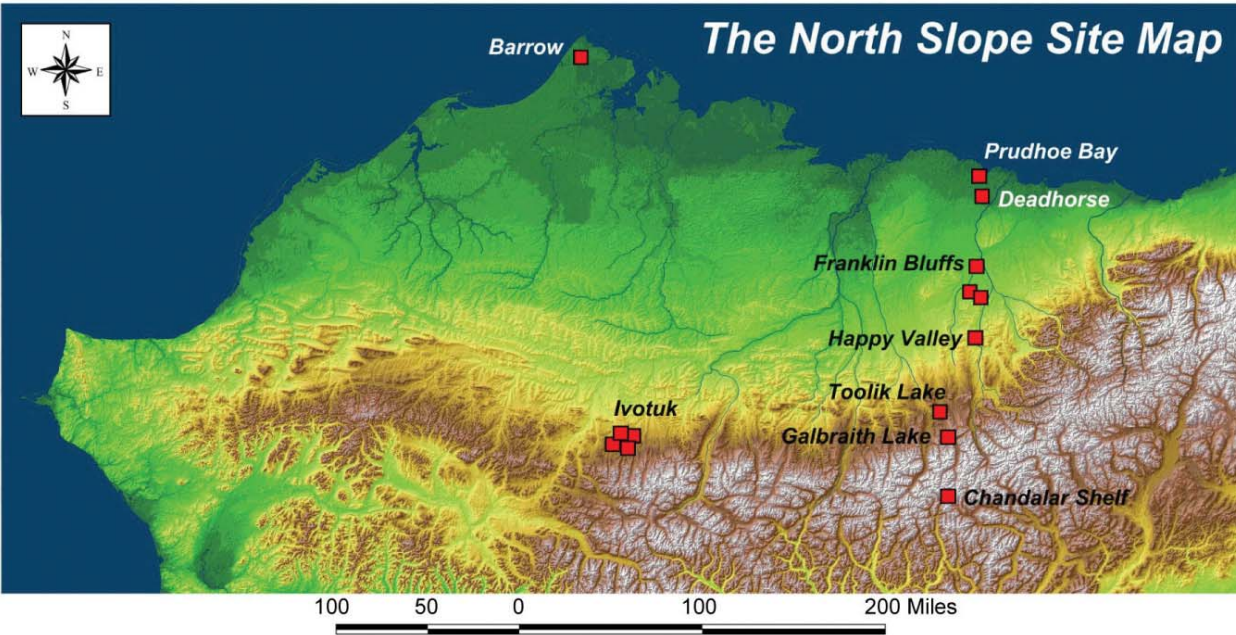 The North Slope Site Map
N
W E
S
Barrow
Prudhoe Bay
Deadhorse
Franklin Bluffs
Happy Valley
Toolik Lake
Ivotuk
Galbraith Lake
Chandalar Shelf
100 50 0 100 200 Miles